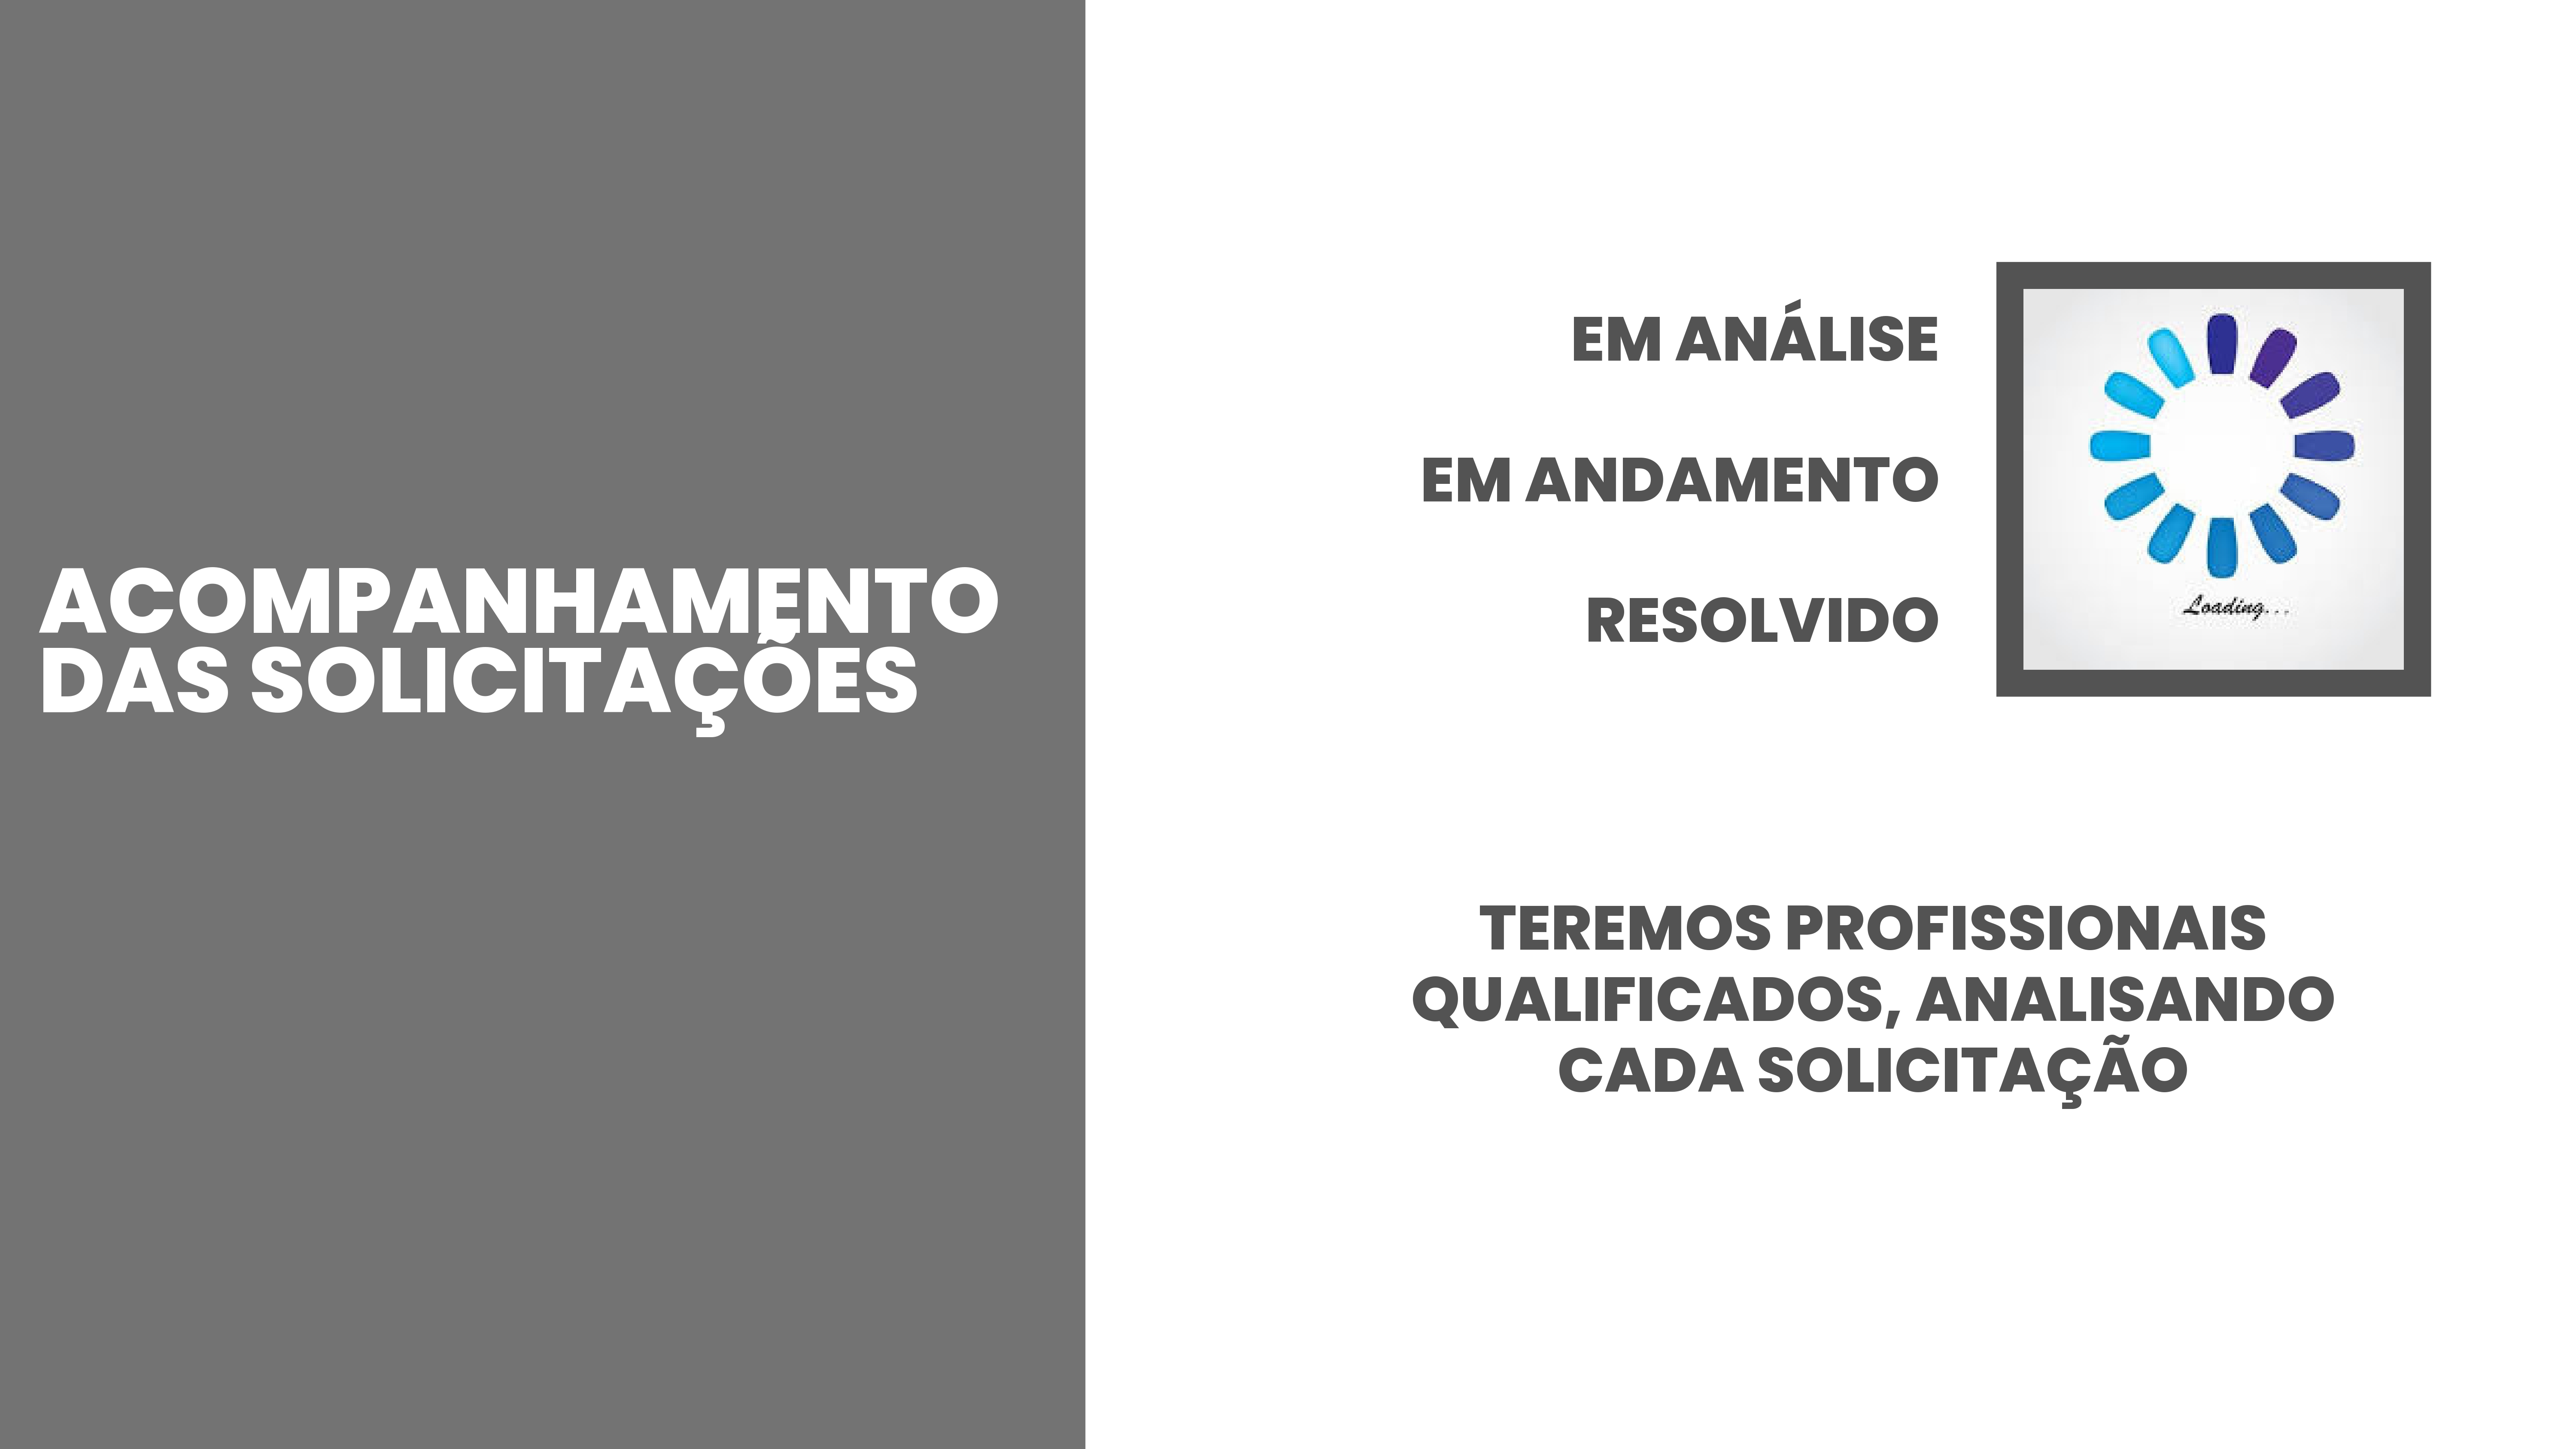 ACOMPANHAMENTO
DAS SOLICITAÇÕES
EM ANÁLISE
EM ANDAMENTO
RESOLVIDO
Loading...
TEREMOS PROFISSIONAIS
QUALIFICADOS, ANALISANDO
CADA SOLICITAÇÃO